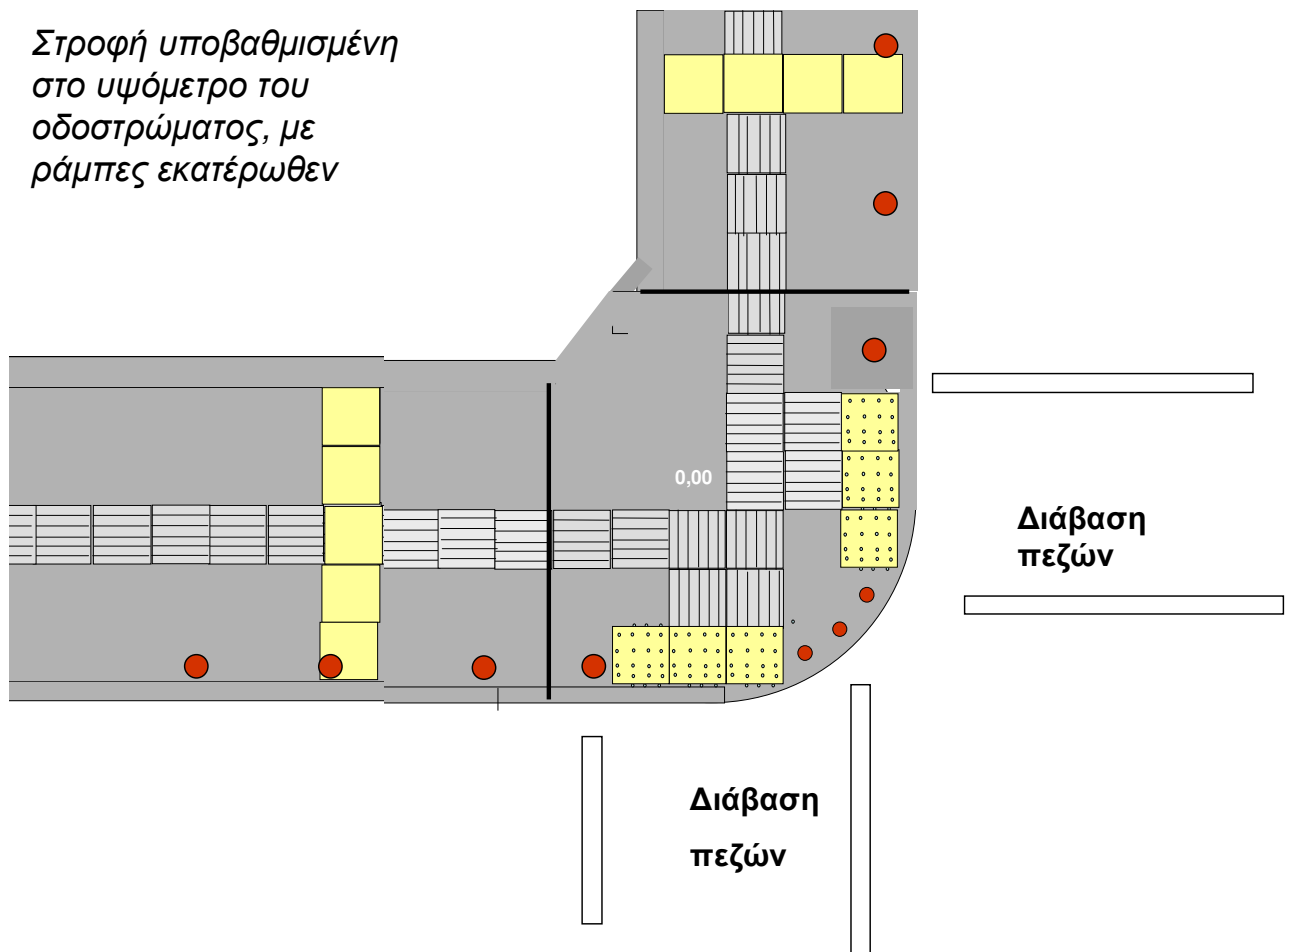 Στροφή υποβαθμισμένη
στο υψόμετρο του
οδοστρώματος, με
ράμπες εκατέρωθεν
0,00
Διάβαση
πεζών
Διάβαση
πεζών